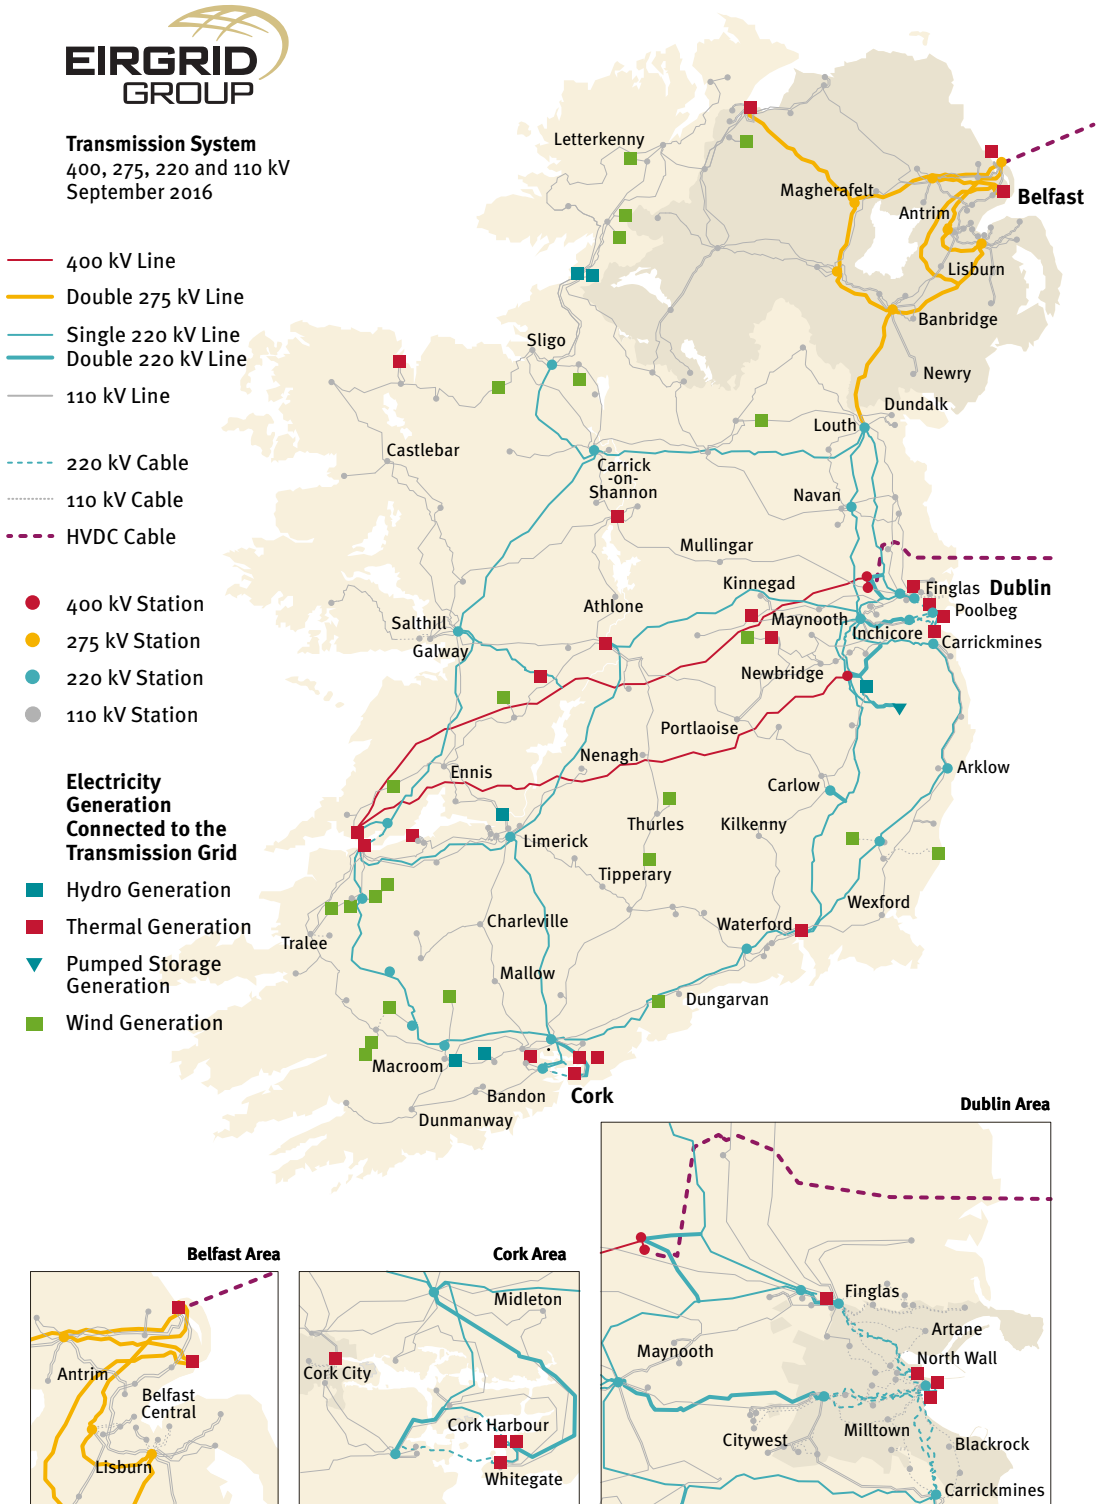 EIRGRID
GROUP
Transmission System
400, 275, 220 and 110 kV
September 2016
400 kV Line
Double 275 kV Line
Single 220 kV Line
Double 220 kV Line
110 kV Line
220 kV Cable
110 kV Cable
HVDC Cable
400 kV Station
275 kV Station
220 kV Station
110 kV Station
Electricity
Generation
Connected to the
Transmission Grid
Hydro Generation
Thermal Generation
Pumped Storage
Generation
Wind Generation
Letterkenny
Magherafelt
Belfast
Antrim
Lisburn
Banbridge
Sligo
Newry
Dundalk
Louth
Castlebar
Carrick
-on-
Shannon
Navan
Mullingar
Kinnegad
Finglas
Dublin
Athlone
Poolbeg
Maynooth
Salthill
Inchicore
Carrickmines
Galway
Newbridge
Portlaoise
Nenagh
Ennis
Arklow
Carlow
Thurles
Kilkenny
Limerick
Tipperary
Wexford
Charleville
Waterford
Tralee
Mallow
Dungarvan
Macroom
Bandon
Cork
Dunmanway
Dublin Area
Belfast Area
Cork Area
Antrim
Belfast
Central
Lisburn
Midleton
Cork City
Cork Harbour
Whitegate
Finglas
Artane
Maynooth
North Wall
Milltown
Citywest
Blackrock
Carrickmines